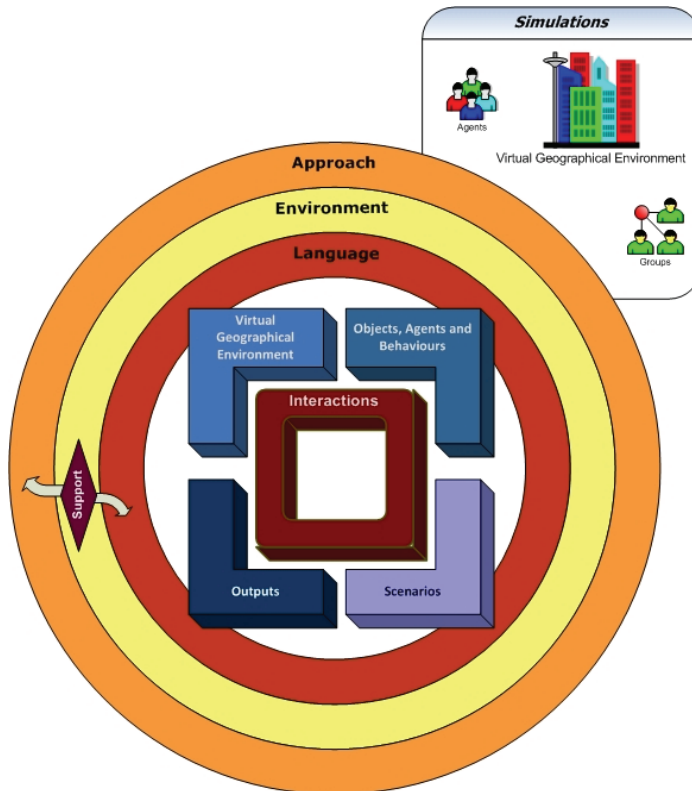 Simulations
Agents
Virtual Geographical Environment
Groups
Approach
Environment
Language
Virtual
Geographical
Environment
Objects, Agents and
Behaviours
Interactions
Support
Outputs
Scenarios